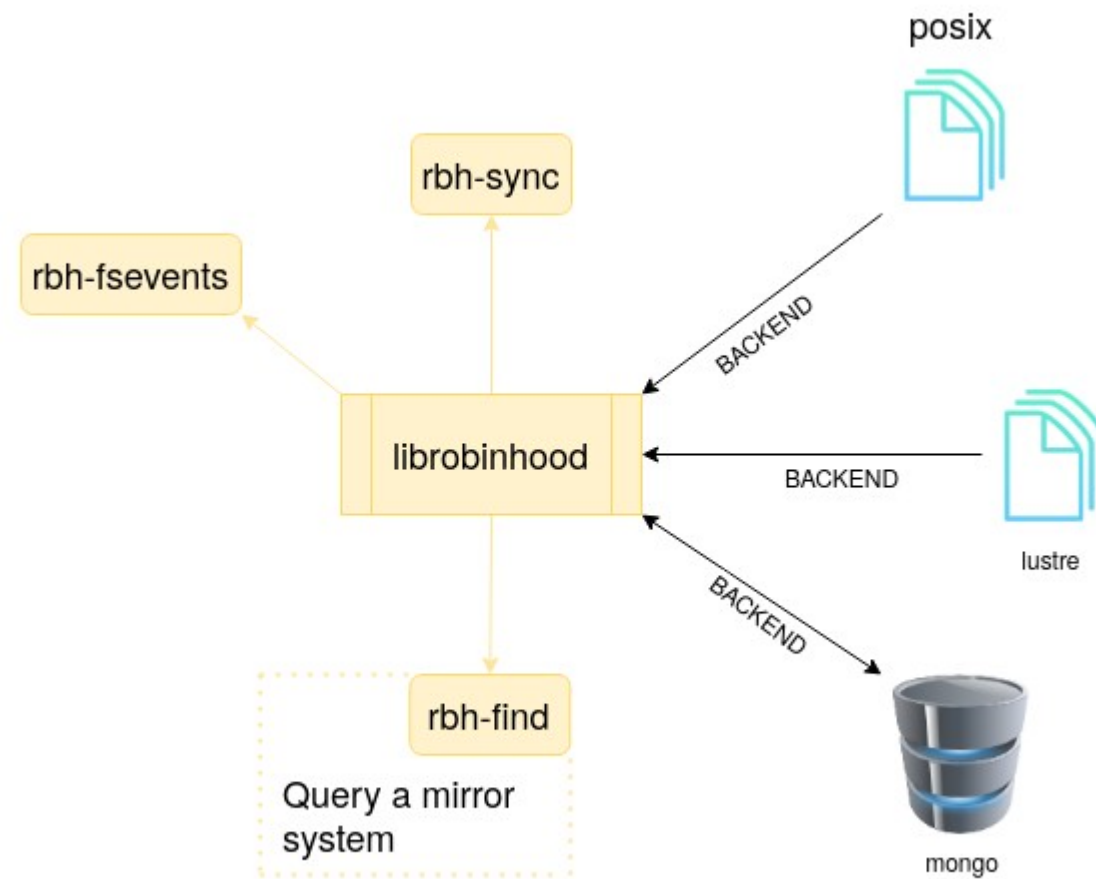 posix
rbh-sync
rbh-fsevents
BACKEND
librobinhood
BACKEND
lustre
BACKEND
rbh-find
Query a mirror
system
mongo